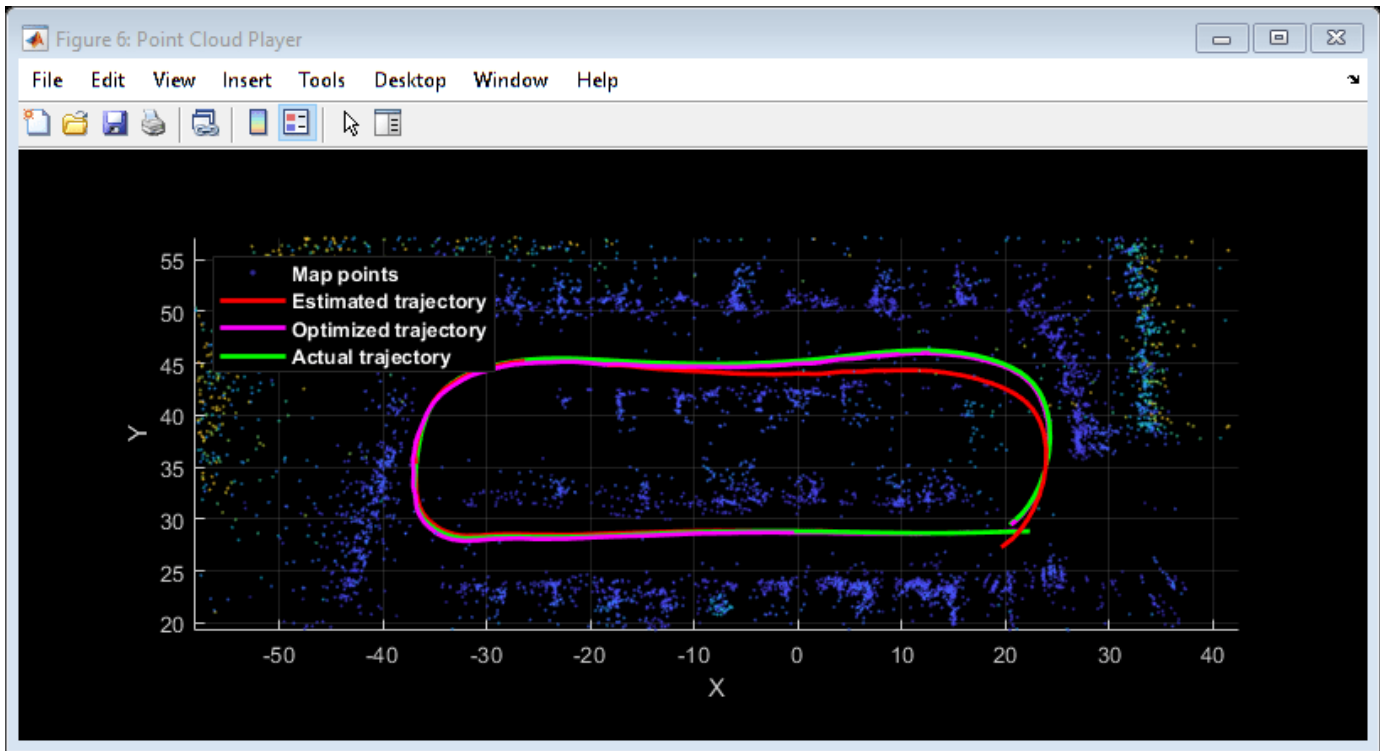 Figure 6: Point Cloud Player
File Edit View Insert Tools Desktop Window Help
Map points
Estimated trajectory
Optimized trajectory
Actual trajectory
55
50
45
40
35
30
25
20
Y
-50 -40 -30 -20 -10 0 10 20 30 40
X